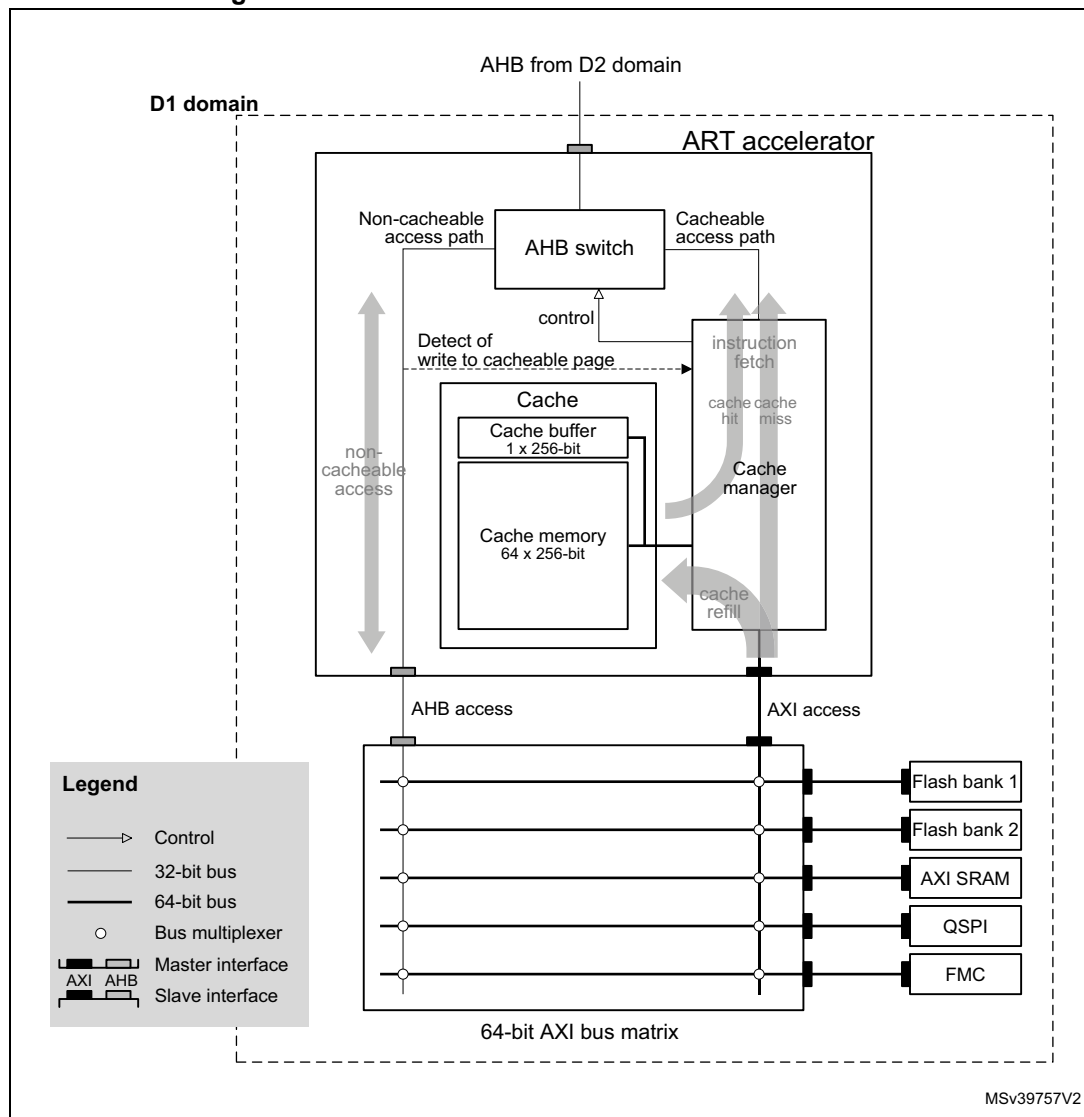 AHB from D2 domain
D1 domain
ART accelerator
Non-cacheable
access path
Cacheable
access path
AHB switch
control
Detect of
write to cacheable page
instruction
fetch
Cache
cache
hit
cache
miss
Cache buffer
1 x 256-bit
non-
cacheable
access
Cache
manager
Cache memory
64 x 256-bit
cache
refill
AHB access
AXI access
Flash bank 1
Flash bank 2
AXI SRAM
QSPI
FMC
Legend
Control
32-bit bus
64-bit bus
Bus multiplexer
Master interface
AXI AHB
Slave interface
64-bit AXI bus matrix
MSv39757V2